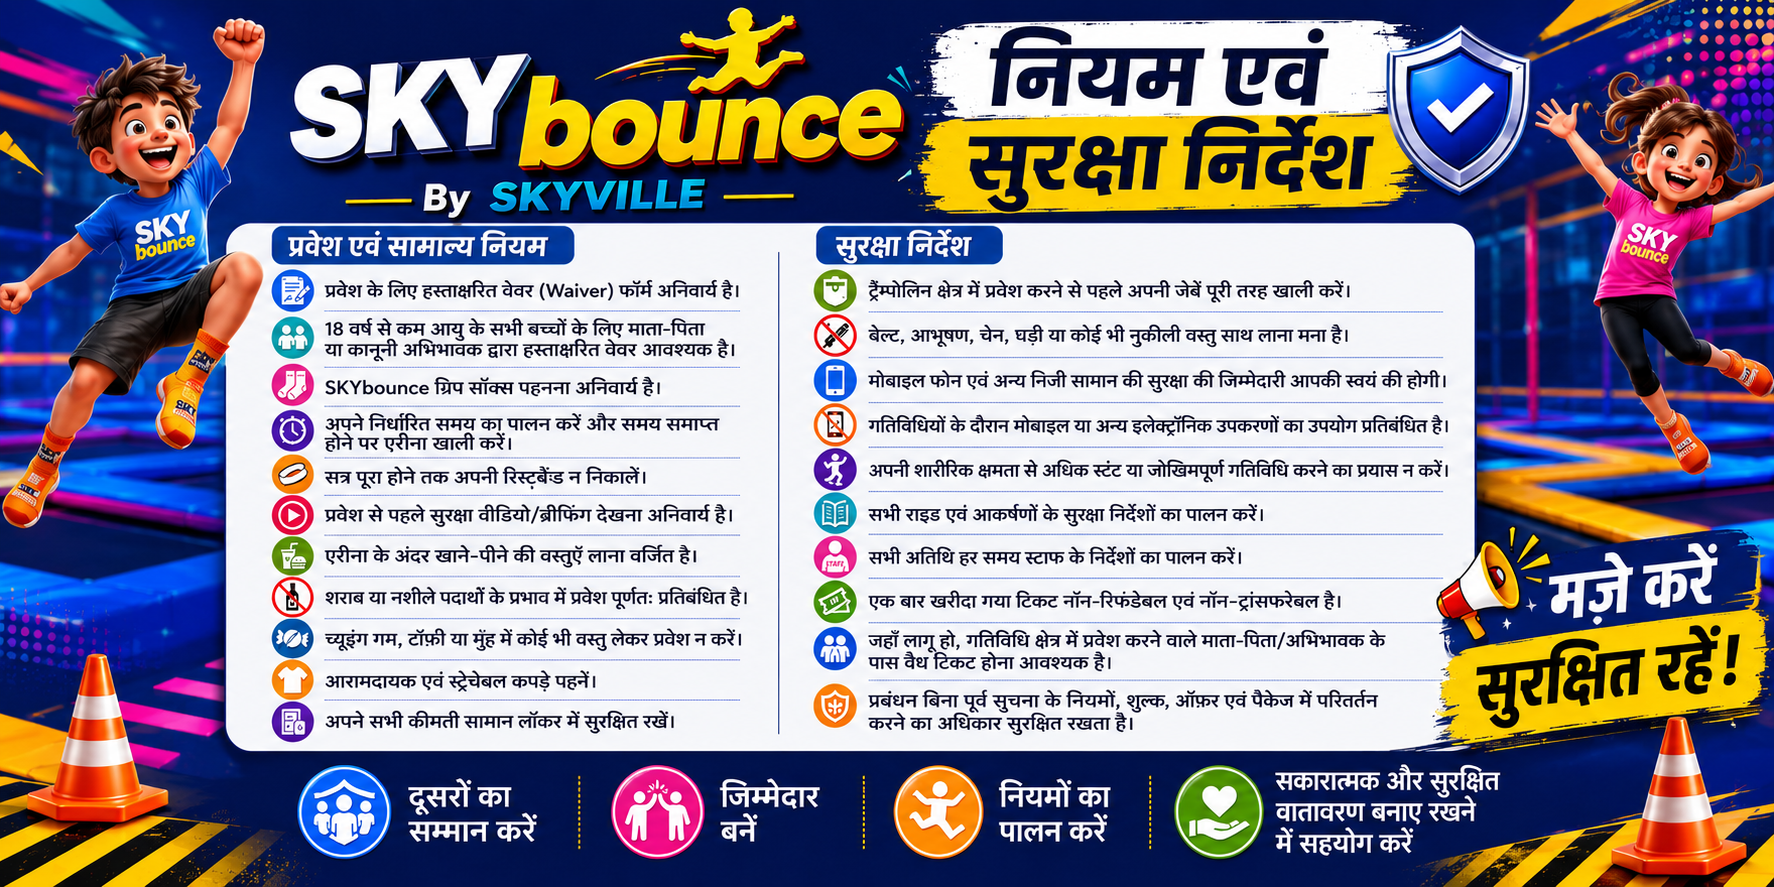 SKY bounce
By SKYVILLE
नियम एवं
सुरक्षा निर्देश
SKY
bounce
SKY
bounce
प्रवेश एवं सामान्य नियम
प्रवेश के लिए हस्ताक्षरित वेवर (Waiver) फॉर्म अनिवार्य है।
18 वर्ष से कम आयु के सभी बच्चों के लिए माता-पिता
या कानूनी अभिभावक द्वारा हस्ताक्षरित वेवर आवश्यक है।
SKYbounce ग्रिप सॉक्स पहनना अनिवार्य है।
अपने निर्धारित समय का पालन करें और समय समाप्त
होने पर एरीना खाली करें।
सत्र पूरा होने तक अपनी रिस्टबैंड न निकालें।
प्रवेश से पहले सुरक्षा वीडियो/ब्रीफिंग देखना अनिवार्य है।
एरीना के अंदर खाने-पीने की वस्तुएँ लाना वर्जित है।
शराब या नशीले पदार्थों के प्रभाव में प्रवेश पूर्णतः प्रतिबंधित है।
च्यूइंग गम, टॉफ़ी या मुंह में कोई भी वस्तु लेकर प्रवेश न करें।
आरामदायक एवं स्ट्रेचेबल कपड़े पहनें।
अपने सभी कीमती सामान लॉकर में सुरक्षित रखें।
सुरक्षा निर्देश
ट्रैंम्पोलिन क्षेत्र में प्रवेश करने से पहले अपनी जेबें पूरी तरह खाली करें।
बेल्ट, आभूषण, चेन, घड़ी या कोई भी नुकीली वस्तु साथ लाना मना है।
मोबाइल फोन एवं अन्य निजी सामान की सुरक्षा की जिम्मेदारी आपकी स्वयं की होगी।
गतिविधियों के दौरान मोबाइल या अन्य इलेक्ट्रॉनिक उपकरणों का उपयोग प्रतिबंधित है।
अपनी शारीरिक क्षमता से अधिक स्टंट या जोखिमपूर्ण गतिविधि करने का प्रयास न करें।
सभी राइड एवं आकर्षणों के सुरक्षा निर्देशों का पालन करें।
STAFF
सभी अतिथि हर समय स्टाफ के निर्देशों का पालन करें।
एक बार खरीदा गया टिकट नॉन-रिफंडेबल एवं नॉन-ट्रांसफरेबल है।
जहाँ लागू हो, गतिविधि क्षेत्र में प्रवेश करने वाले माता-पिता/अभिभावक के
पास वैध टिकट होना आवश्यक है।
प्रबंधन बिना पूर्व सुचना के नियमों, शुल्क, ऑफ़र एवं पैकेज में परितर्तन
करने का अधिकार सुरक्षित रखता है।
मज़े करें
सुरक्षित रहें!
दूसरों का
सम्मान करें
जिम्मेदार
बनें
नियमों का
पालन करें
सकारात्मक और सुरक्षित
वातावरण बनाए रखने
में सहयोग करें